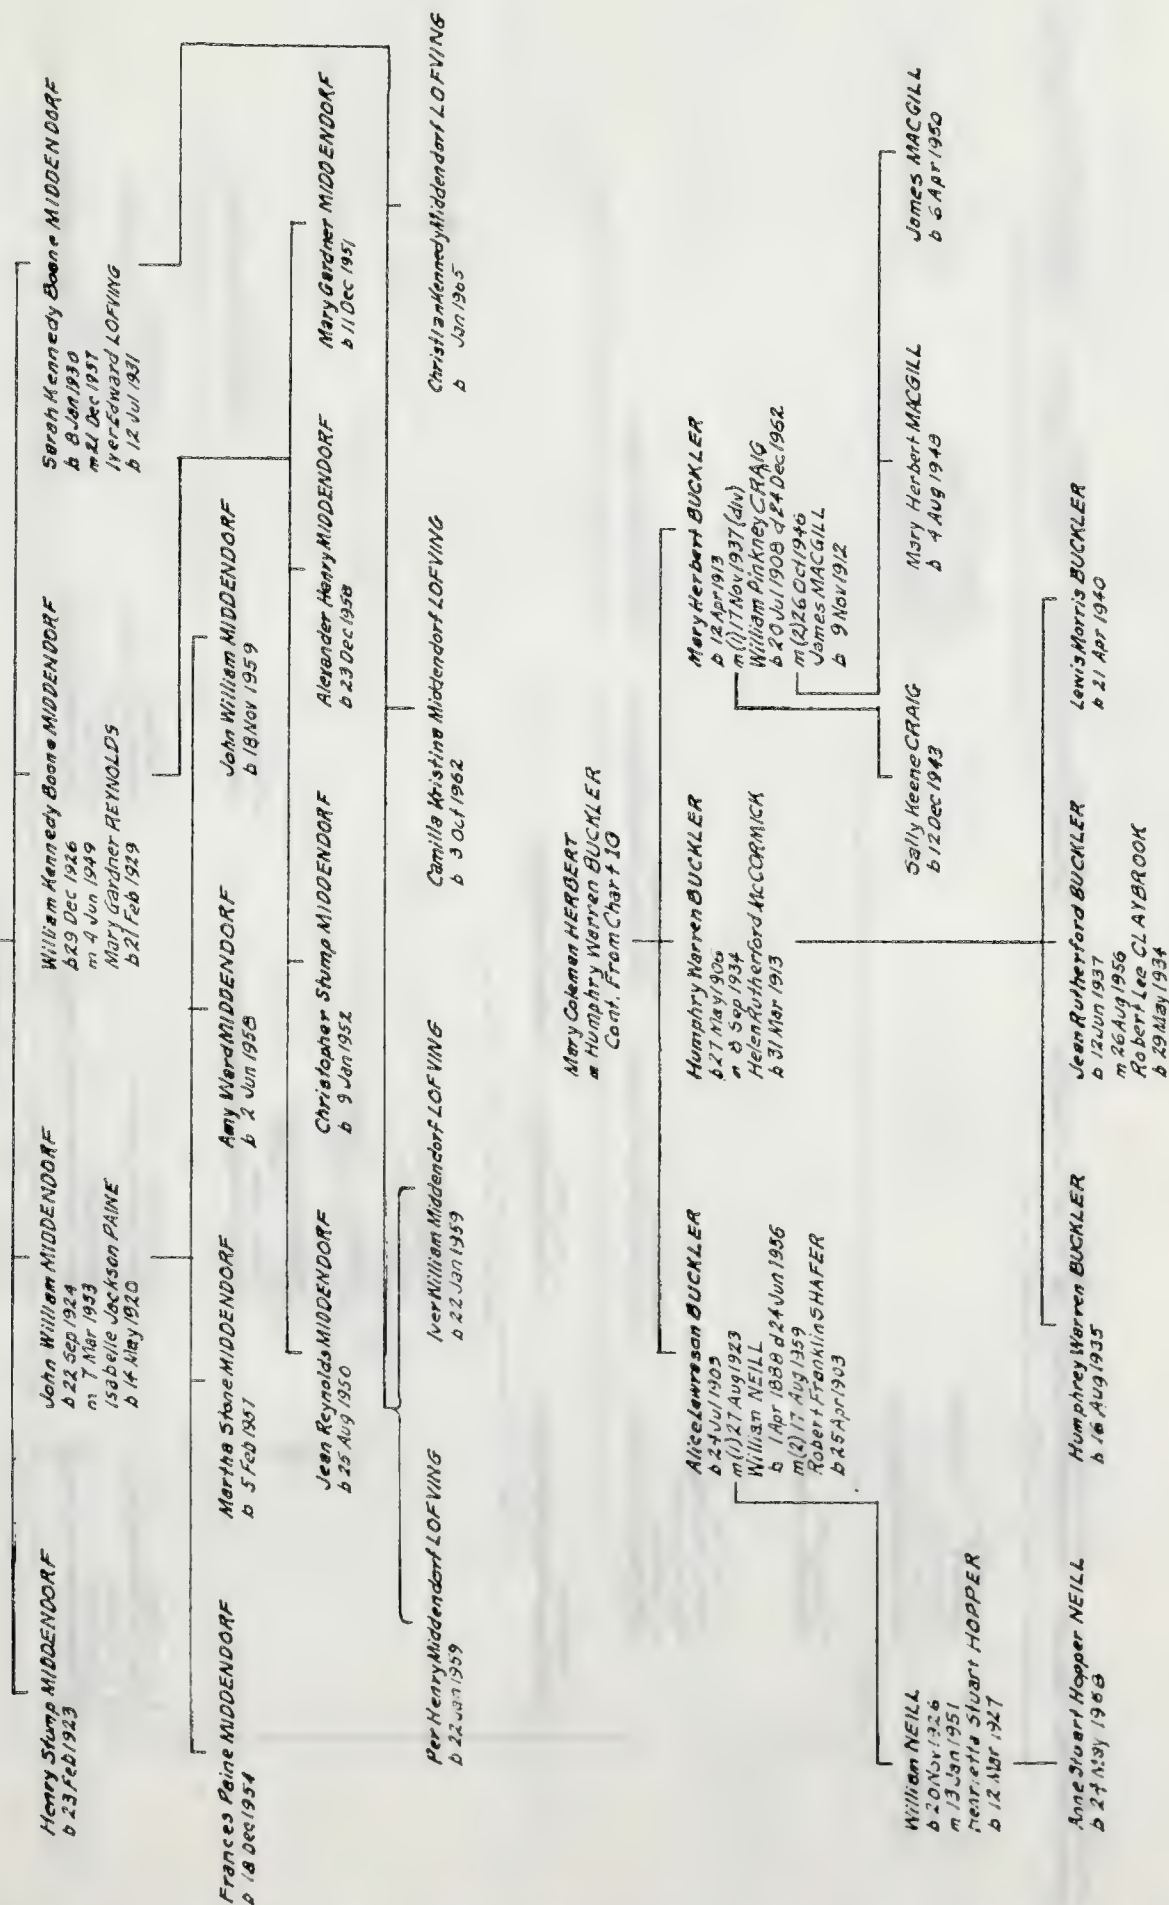 Henry Stump MIDDENDORF
b 23 Feb 1923
John William MIDDENDORF
b 22 Sep 1924
m 7 Mar 1953
Isabelle Jackson PAINE
b 14 May 1920
William Kennedy Boone MIDDENDORF
b 29 Dec 1926
m 4 Jun 1949
Mary Gardner REYNOLDS
b 21 Feb 1929
Sarah Kennedy Boone MIDDENDORF
b 8 Jan 1930
m 21 Dec 1957
Iver Edward LOFVING
b 12 Jul 1931
Frances Paine MIDDENDORF
b 18 Dec 1954
Martha Stone MIDDENDORF
b 5 Feb 1957
Amy Ward MIDDENDORF
b 2 Jun 1958
John William MIDDENDORF
b 18 Nov 1959
Jean Reynolds MIDDENDORF
b 25 Aug 1950
Christopher Stump MIDDENDORF
b 9 Jan 1952
Alexander Henry MIDDENDORF
b 23 Dec 1958
Mary Gardner MIDDENDORF
b 11 Dec 1951
Per Henry Middendorf LOFVING
b 22 Jan 1959
Iver William Middendorf LOFVING
b 22 Jan 1959
Camilla Kristina Middendorf LOFVING
b 3 Oct 1962
Christian Kennedy Middendorf LOFVING
b Jan 1965
Mary Coleman HERBERT
= Humphry Warren BUCKLER
Cont. From Chart 10
Alice Lawrason BUCKLER
b 24 Jul 1903
m(1) 27 Aug 1923
William NEILL
b 1 Apr 1888 d 24 Jun 1956
m(2) 17 Aug 1959
Robert Franklin SHAFER
b 25 Apr 1903
Humphry Warren BUCKLER
b 27 May 1906
m 8 Sep 1934
Helen Rutherford McCORMICK
b 31 Mar 1913
Mary Herbert BUCKLER
b 12 Apr 1913
m(1) 17 Nov 1937 (div)
William Pinkney CRAIG
b 20 Jul 1908 d 24 Dec 1962
m(2) 26 Oct 1946
James MACGILL
b 9 Nov 1912
William NEILL
b 20 Nov 1926
m 13 Jan 1951
Henrietta Stuart HOPPER
b 12 Mar 1927
Sally Keene CRAIG
b 12 Dec 1943
Mary Herbert MACGILL
b 4 Aug 1948
James MACGILL
b 6 Apr 1950
Anne Stuart Hopper NEILL
b 24 May 1958
Humphrey Warren BUCKLER
b 16 Aug 1935
Jean Rutherford BUCKLER
b 12 Jun 1937
m 26 Aug 1956
Robert Lee CLAYBROOK
b 29 May 1934
Lewis Morris BUCKLER
b 21 Apr 1940